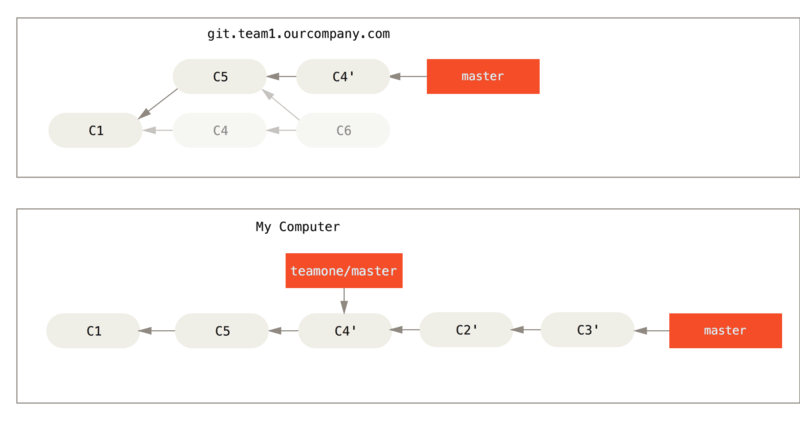 git.team1.ourcompany.com
C5
C4'
master
C1
C4
C6
My Computer
teamone/master
C1
C5
C4'
C2'
C3'
master